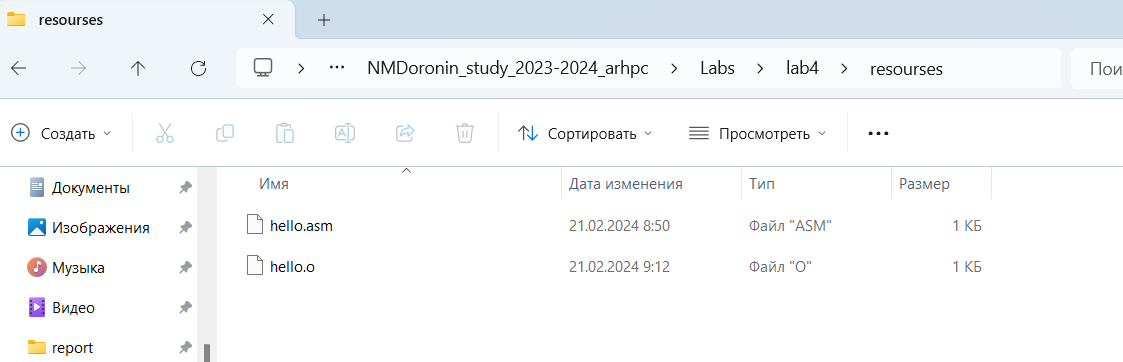 resourses
NMDoronin_study_2023-2024_arhpc > Labs > lab4 > resourses
Пои
Создать
Сортировать
Просмотреть
Имя Дата изменения Тип Размер
Документы
Изображения
Музыка
Видео
report
hello.asm 21.02.2024 8:50 Файл "ASM" 1 КБ
hello.o 21.02.2024 9:12 Файл "O" 1 КБ